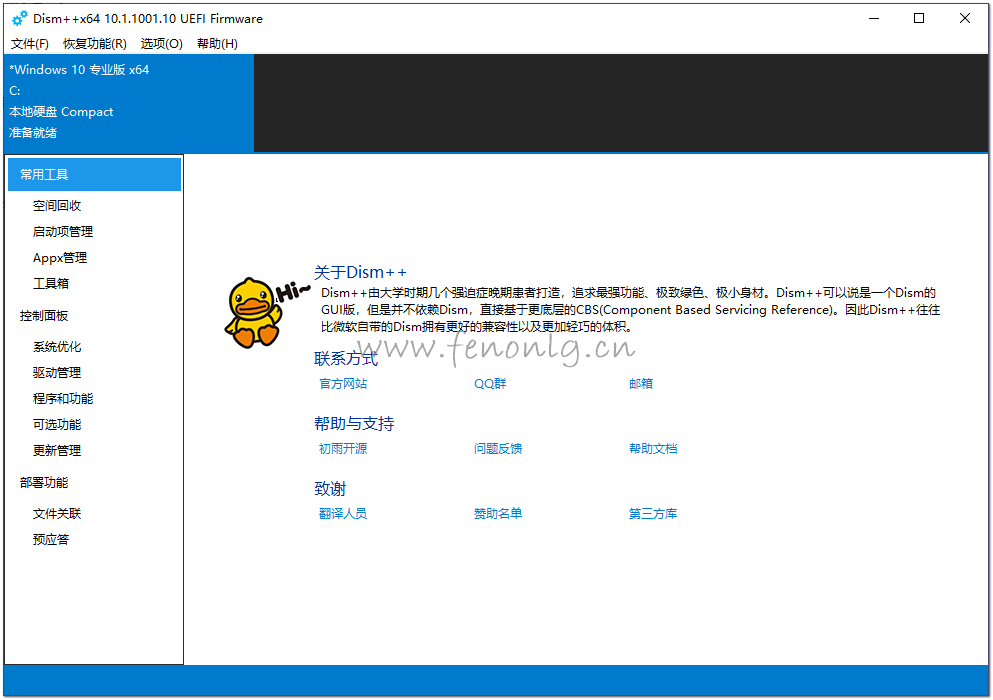 Dism++x64 10.1.1001.10 UEFI Firmware
文件(F) 恢复功能(R) 选项(O) 帮助(H)
*Windows 10 专业版 x64
C:
本地硬盘 Compact
准备就绪
常用工具
空间回收
启动项管理
Appx管理
工具箱
控制面板
系统优化
驱动管理
程序和功能
可选功能
更新管理
部署功能
文件关联
预应答
Hi~
关于Dism++
Dism++由大学时期几个强迫症晚期患者打造，追求最强功能、极致绿色、极小身材。Dism++可以说是一个Dism的
GUI版，但是并不依赖Dism，直接基于更底层的CBS(Component Based Servicing Reference)。因此Dism++往往
比微软自带的Dism拥有更好的兼容性以及更加轻巧的体积。
www.fenonlg.cn
联系方式
官方网站 QQ群 邮箱
帮助与支持
初雨开源 问题反馈 帮助文档
致谢
翻译人员 赞助名单 第三方库